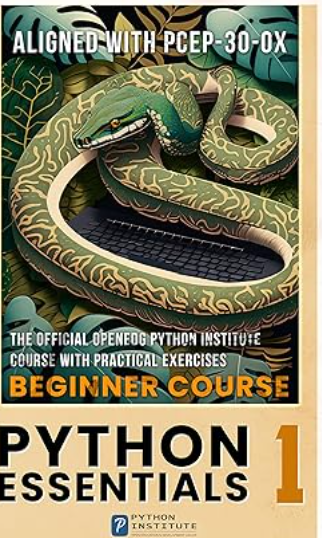 ALIGNED WITH PCEP-30-0X
THE OFFICIAL OPENEDG PYTHON INSTITUTE
COURSE WITH PRACTICAL EXERCISES
BEGINNER COURSE
PYTHON
ESSENTIALS 1
PYTHON
INSTITUTE